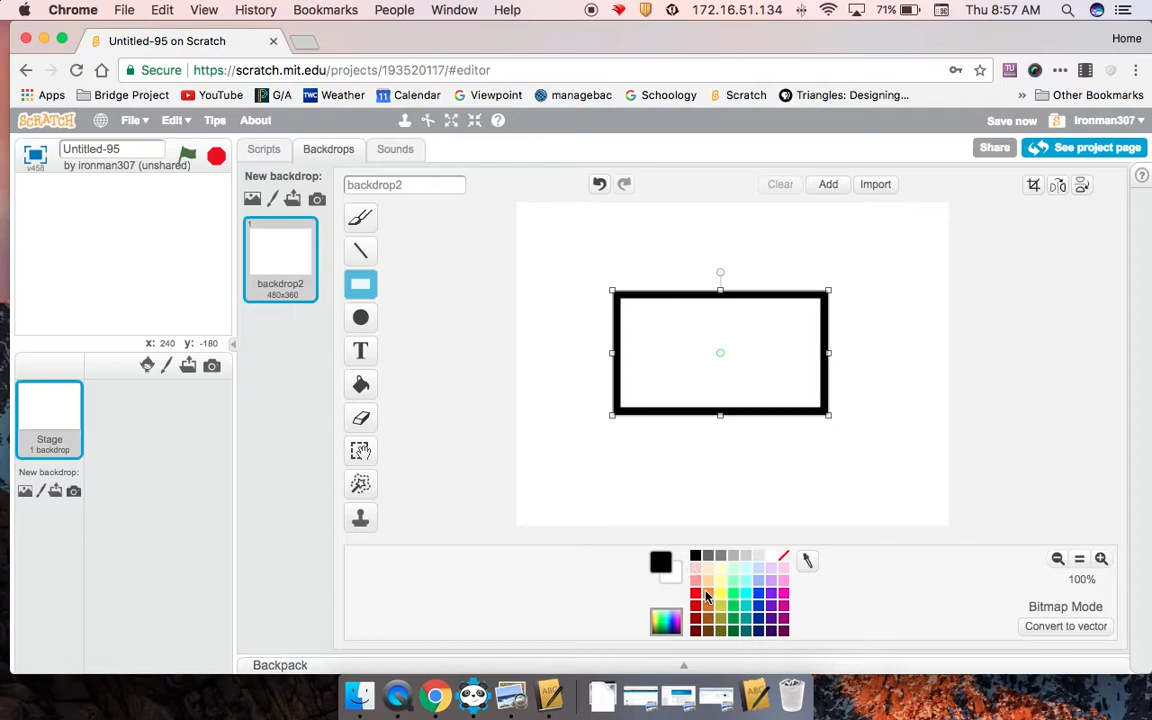 Chrome File Edit View History Bookmarks People Window Help 172.16.51.134 71% Thu 8:57 AM
Untitled-95 on Scratch Home
Secure https://scratch.mit.edu/projects/193520117/#editor
Apps Bridge Project YouTube G/A Weather Calendar Viewpoint managebac Schoology Scratch Triangles: Designing... » Other Bookmarks
SCRATCH File Edit Tips About Save now Ironman307
Untitled-95 Scripts Backdrops Sounds Share See project page
by ironman307 (unshared)
v458
New backdrop: backdrop2 Clear Add Import
1
backdrop2
480x360
T
x: 240 y: -180
Stage
1 backdrop
New backdrop:
100%
Bitmap Mode
Convert to vector
Backpack